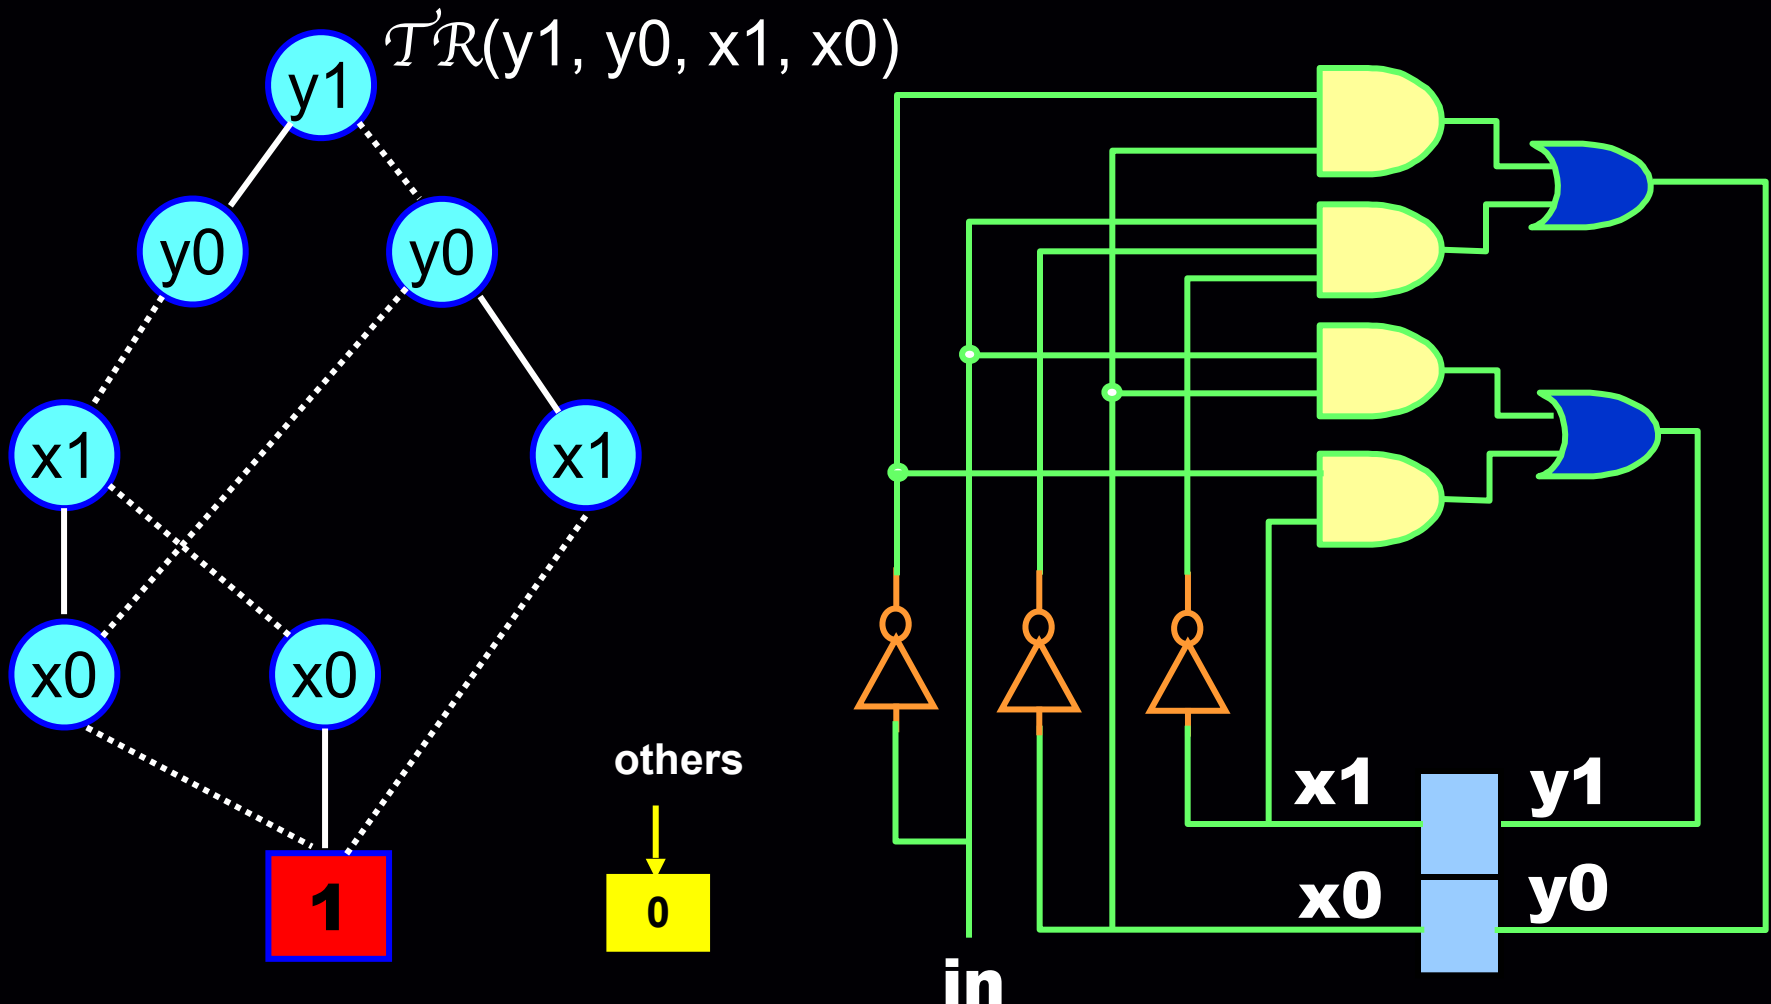 𝒯ℛ(y1, y0, x1, x0)
y1
y0
y0
x1
x1
x0
x0
1
others
0
x1
y1
x0
y0
in